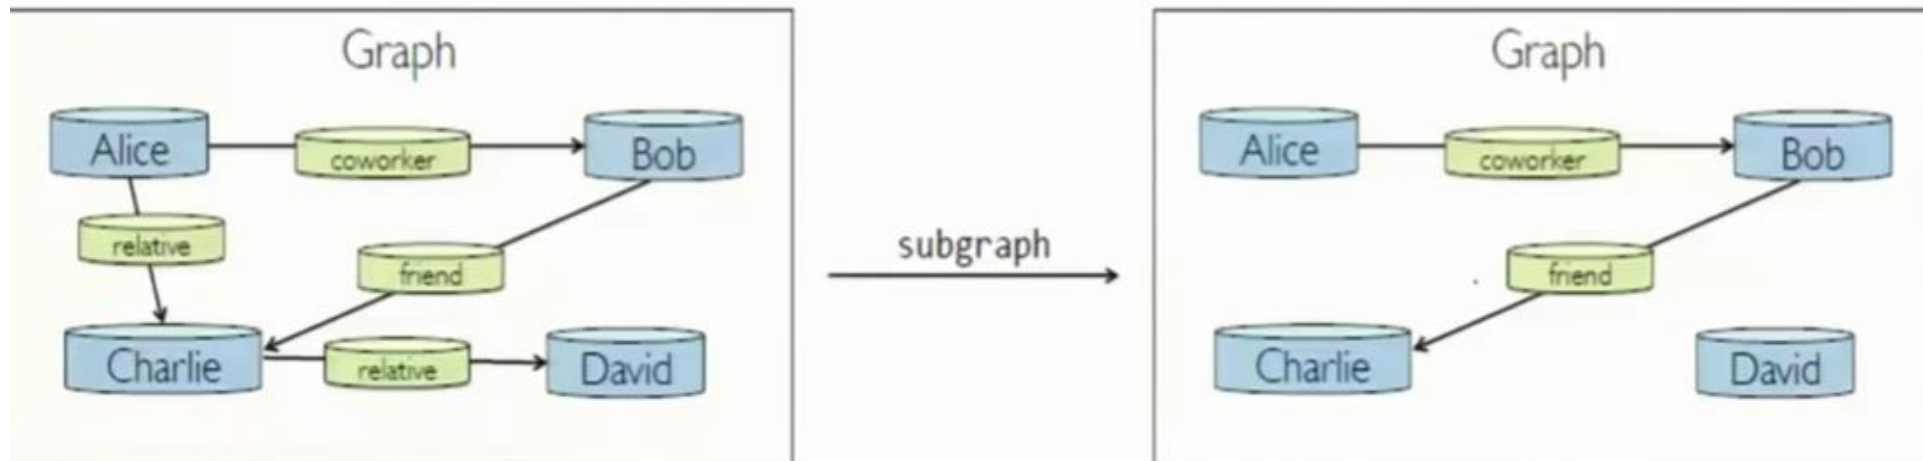 Graph
Alice
coworker
Bob
relative
friend
Charlie
relative
David
subgraph
Graph
Alice
coworker
Bob
friend
Charlie
David